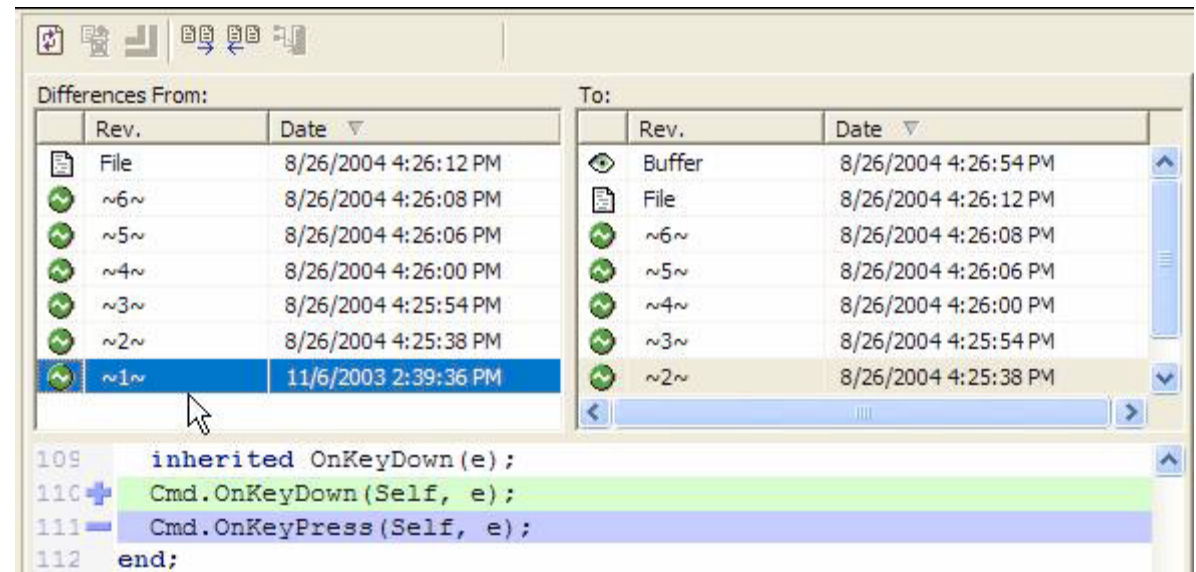 Differences From: To:
Rev. Date Rev. Date
File 8/26/2004 4:26:12 PM Buffer 8/26/2004 4:26:54 PM
~6~ 8/26/2004 4:26:08 PM File 8/26/2004 4:26:12 PM
~5~ 8/26/2004 4:26:06 PM ~6~ 8/26/2004 4:26:08 PM
~4~ 8/26/2004 4:26:00 PM ~5~ 8/26/2004 4:26:06 PM
~3~ 8/26/2004 4:25:54 PM ~4~ 8/26/2004 4:26:00 PM
~2~ 8/26/2004 4:25:38 PM ~3~ 8/26/2004 4:25:54 PM
~1~ 11/6/2003 2:39:36 PM ~2~ 8/26/2004 4:25:38 PM
109 inherited OnKeyDown(e);
110 Cmd.OnKeyDown(Self, e);
111 Cmd.OnKeyPress(Self, e);
112 end;